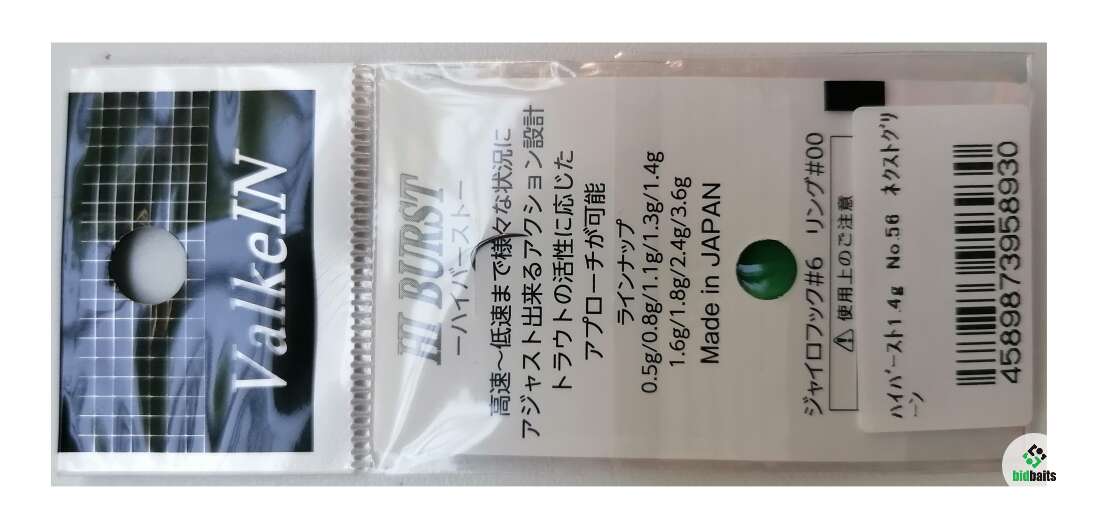 ValkeIN
HI BURST
ーハイバーストー
高速～低速まで様々な状況に
アジャスト出来るアクション設計
トラウトの活性に応じた
アプローチが可能
ラインナップ
0.5g/0.8g/1.1g/1.3g/1.4g
1.6g/1.8g/2.4g/3.6g
Made in JAPAN
ジャイロフック#6 リング#00
⚠使用上のご注意
ﾊｲﾊﾞｰｽﾄ1.4g No.56 ﾈｸｽﾄｸﾞﾘ
ｰﾝ
4589873958930
bidbaits